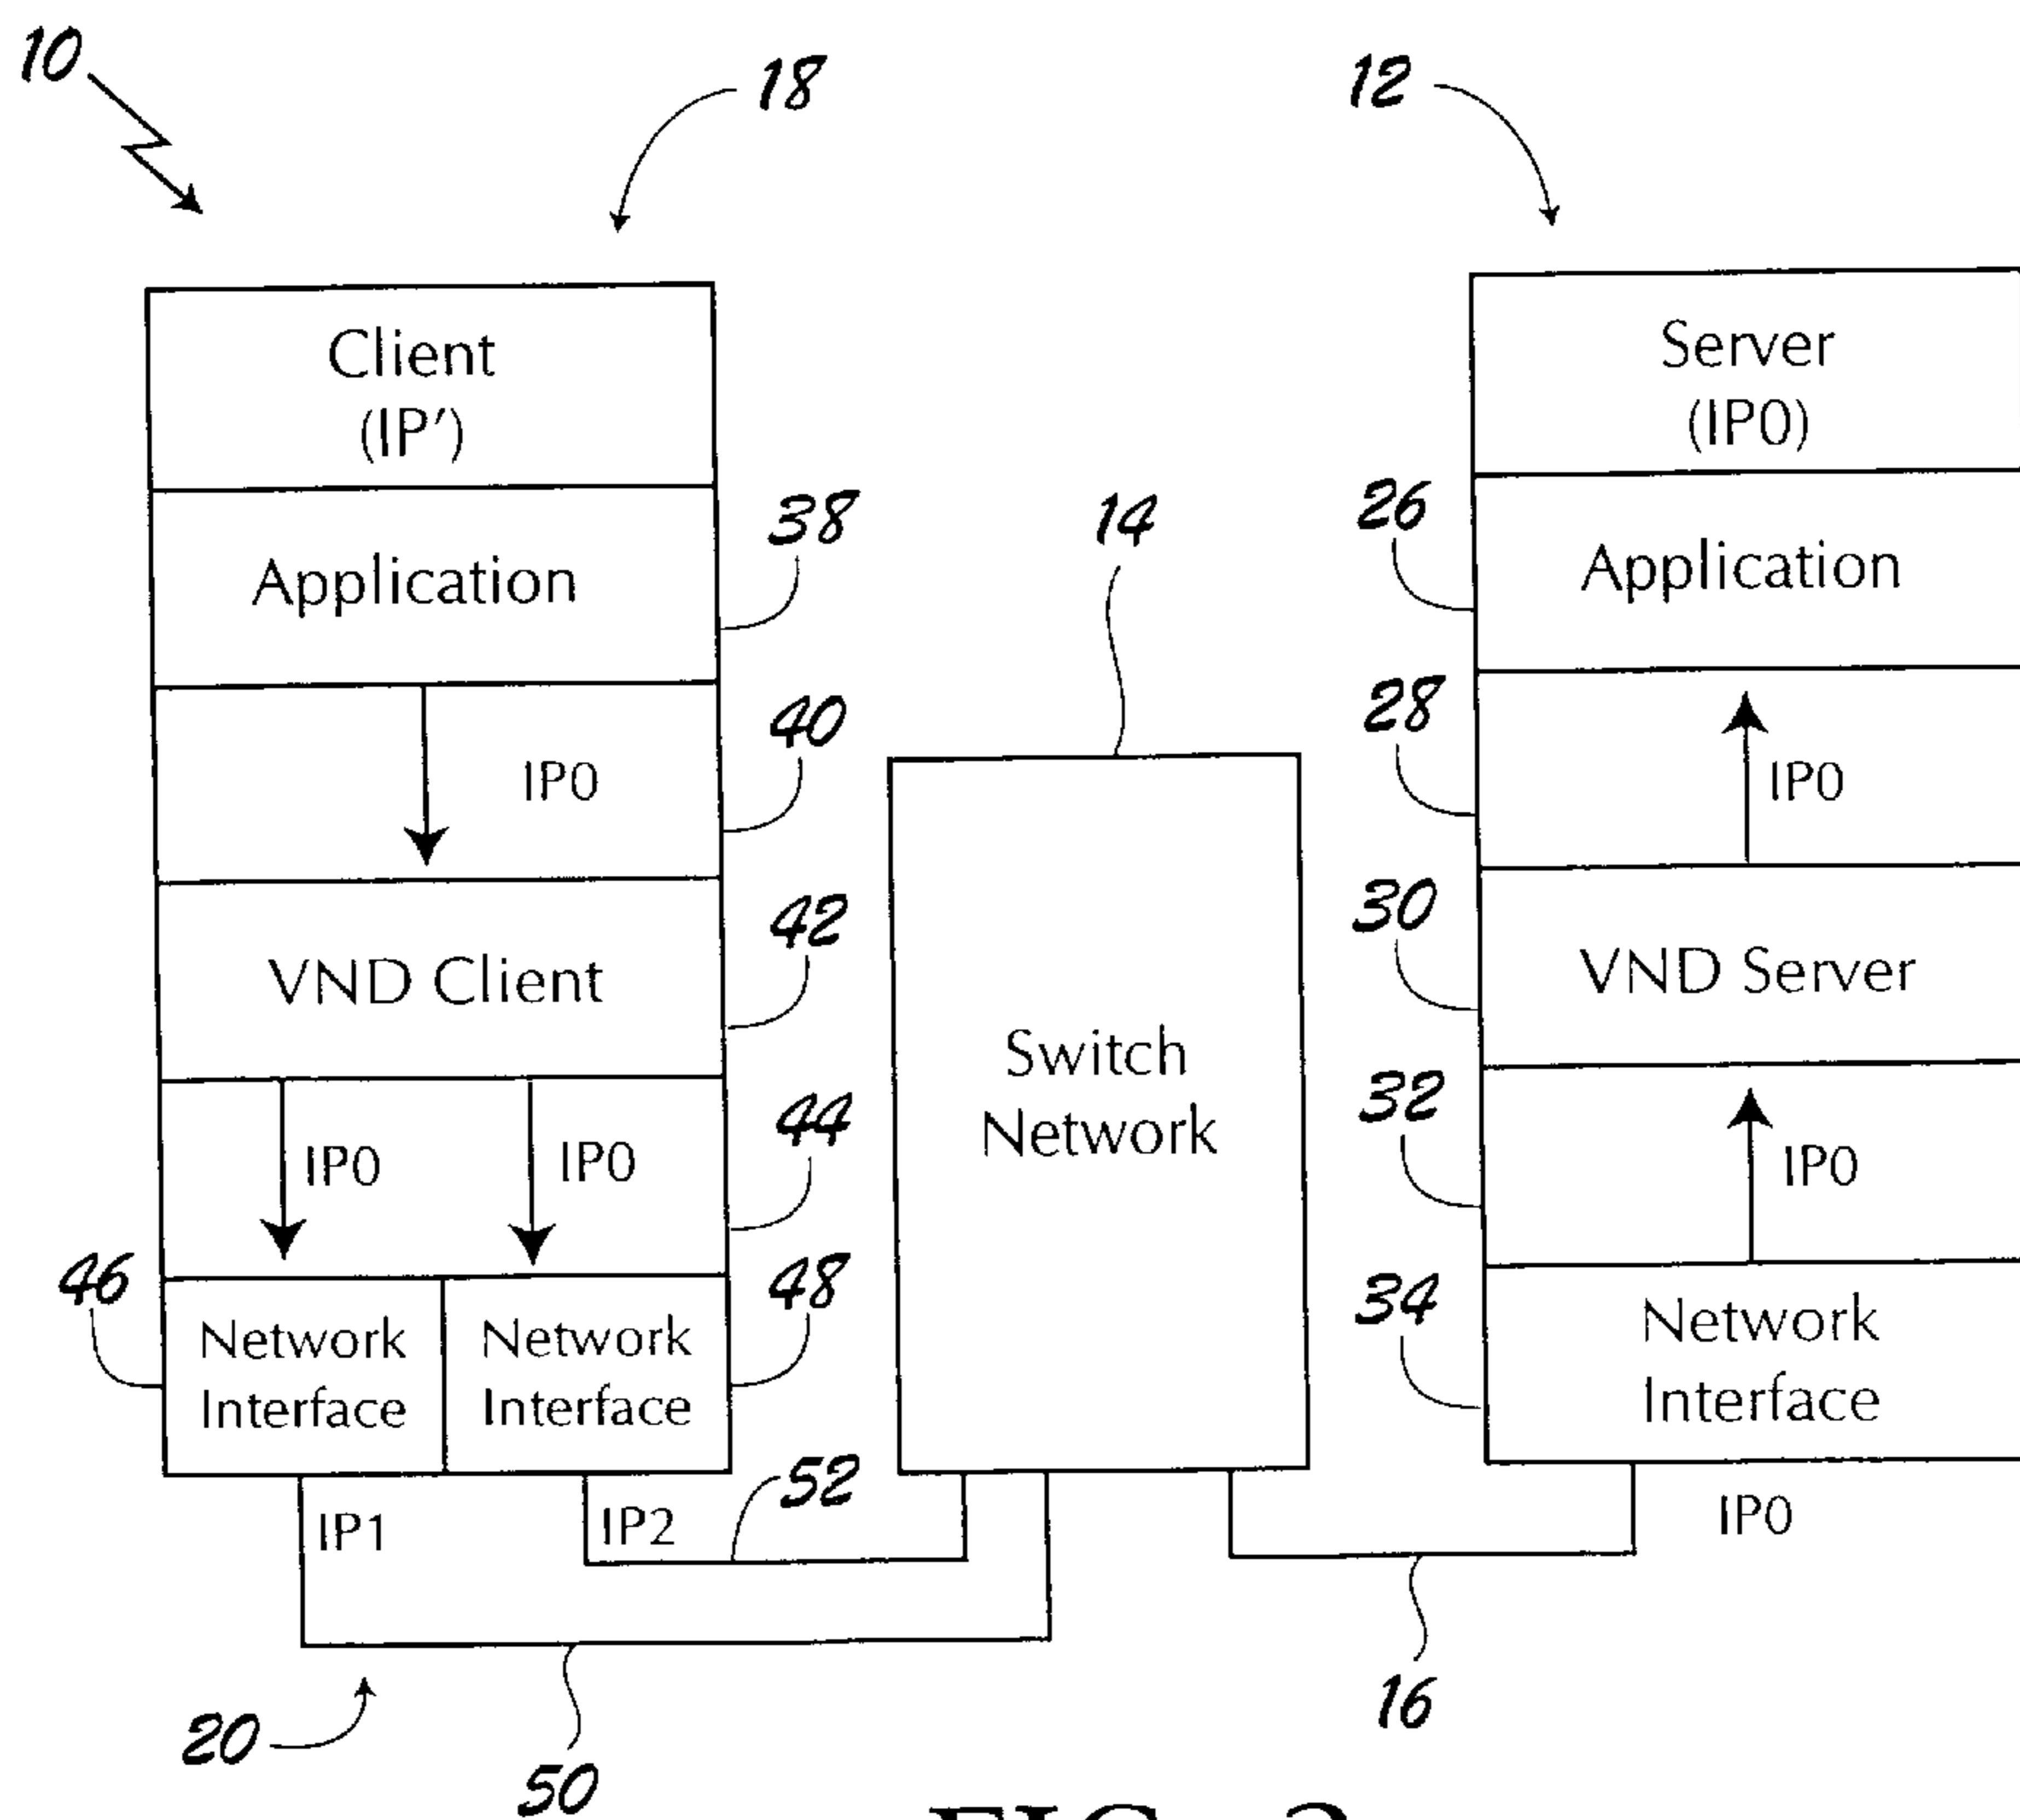 10
18
12
Client
(IP′)
Server
(IP0)
Application
38
14
26
Application
40
IP0
28
IP0
42
VND Client
30
VND Server
Switch
Network
44
IP0
IP0
32
IP0
46
48
34
Network
Interface
Network
Interface
Network
Interface
IP1
IP2
52
IP0
20
50
16